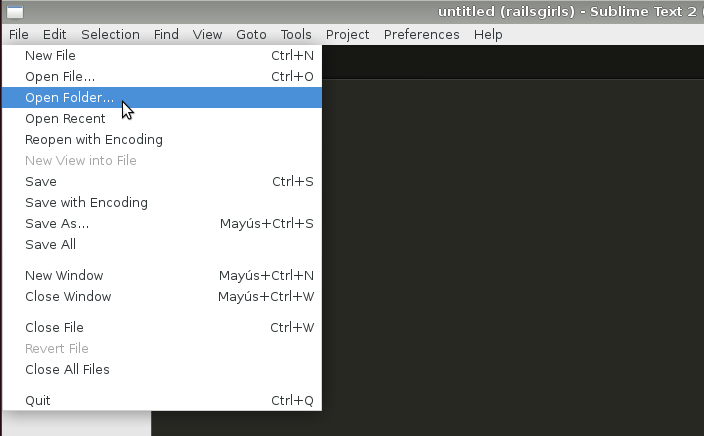 untitled (railsgirls) - Sublime Text 2 (
File Edit Selection Find View Goto Tools Project Preferences Help
New File Ctrl+N
Open File... Ctrl+O
Open Folder...
Open Recent
Reopen with Encoding
New View into File
Save Ctrl+S
Save with Encoding
Save As... Mayús+Ctrl+S
Save All
New Window Mayús+Ctrl+N
Close Window Mayús+Ctrl+W
Close File Ctrl+W
Revert File
Close All Files
Quit Ctrl+Q